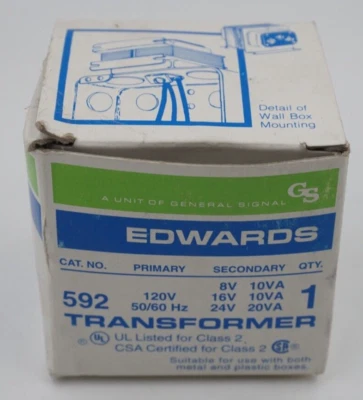 Detail of
Wall Box
Mounting
GS
A UNIT OF GENERAL SIGNAL
EDWARDS
CAT. NO. PRIMARY SECONDARY QTY.
592 120V 50/60 Hz 8V 10VA 16V 10VA 24V 20VA 1
TRANSFORMER
UL Listed for Class 2
CSA Certified for Class 2
Suitable for use with both
metal and plastic boxes.